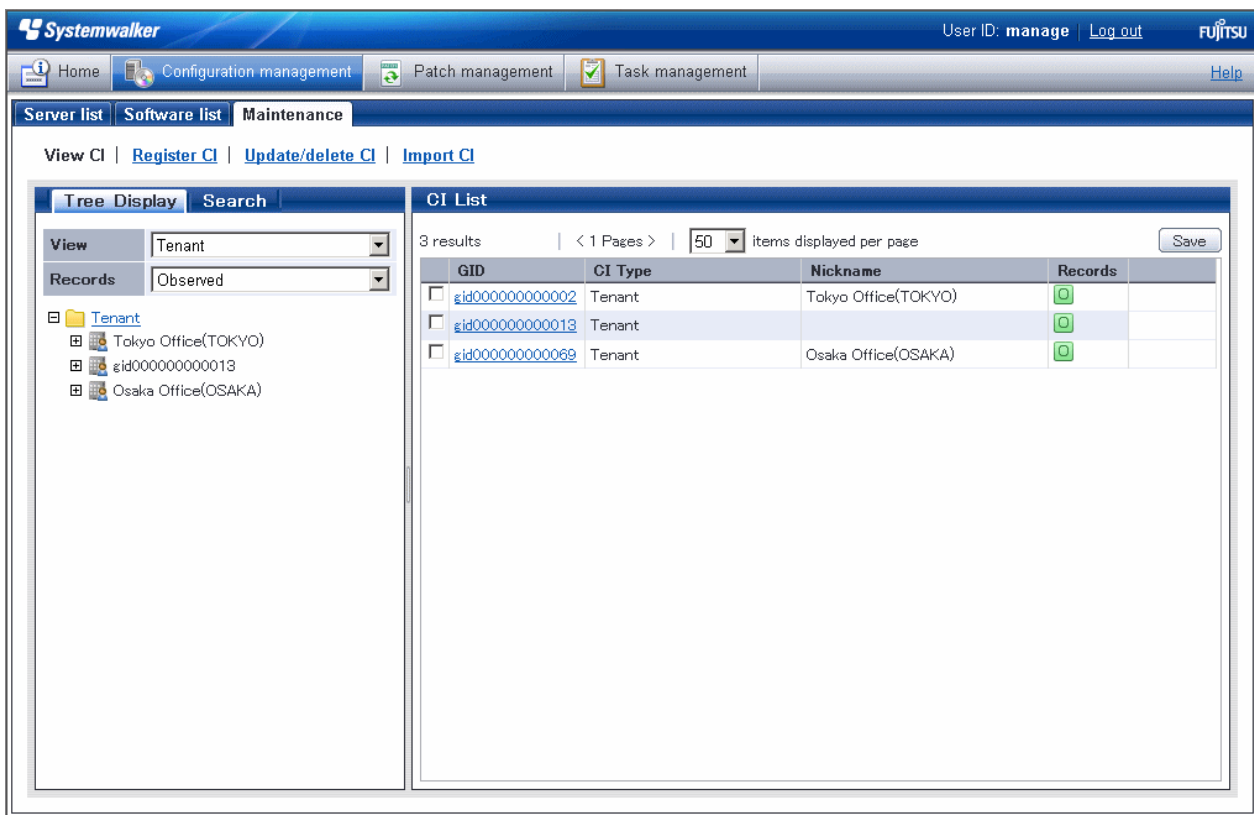 Systemwalker User ID: manage | Log out FUJITSU
Home Configuration management Patch management Task management Help
Server list Software list Maintenance
View CI | Register CI | Update/delete CI | Import CI
Tree Display Search
View Tenant
Records Observed
Tenant
Tokyo Office(TOKYO)
gid000000000013
Osaka Office(OSAKA)
CI List
3 results | < 1 Pages > | 50 items displayed per page Save
GID CI Type Nickname Records
gid000000000002 Tenant Tokyo Office(TOKYO) O
gid000000000013 Tenant O
gid000000000069 Tenant Osaka Office(OSAKA) O